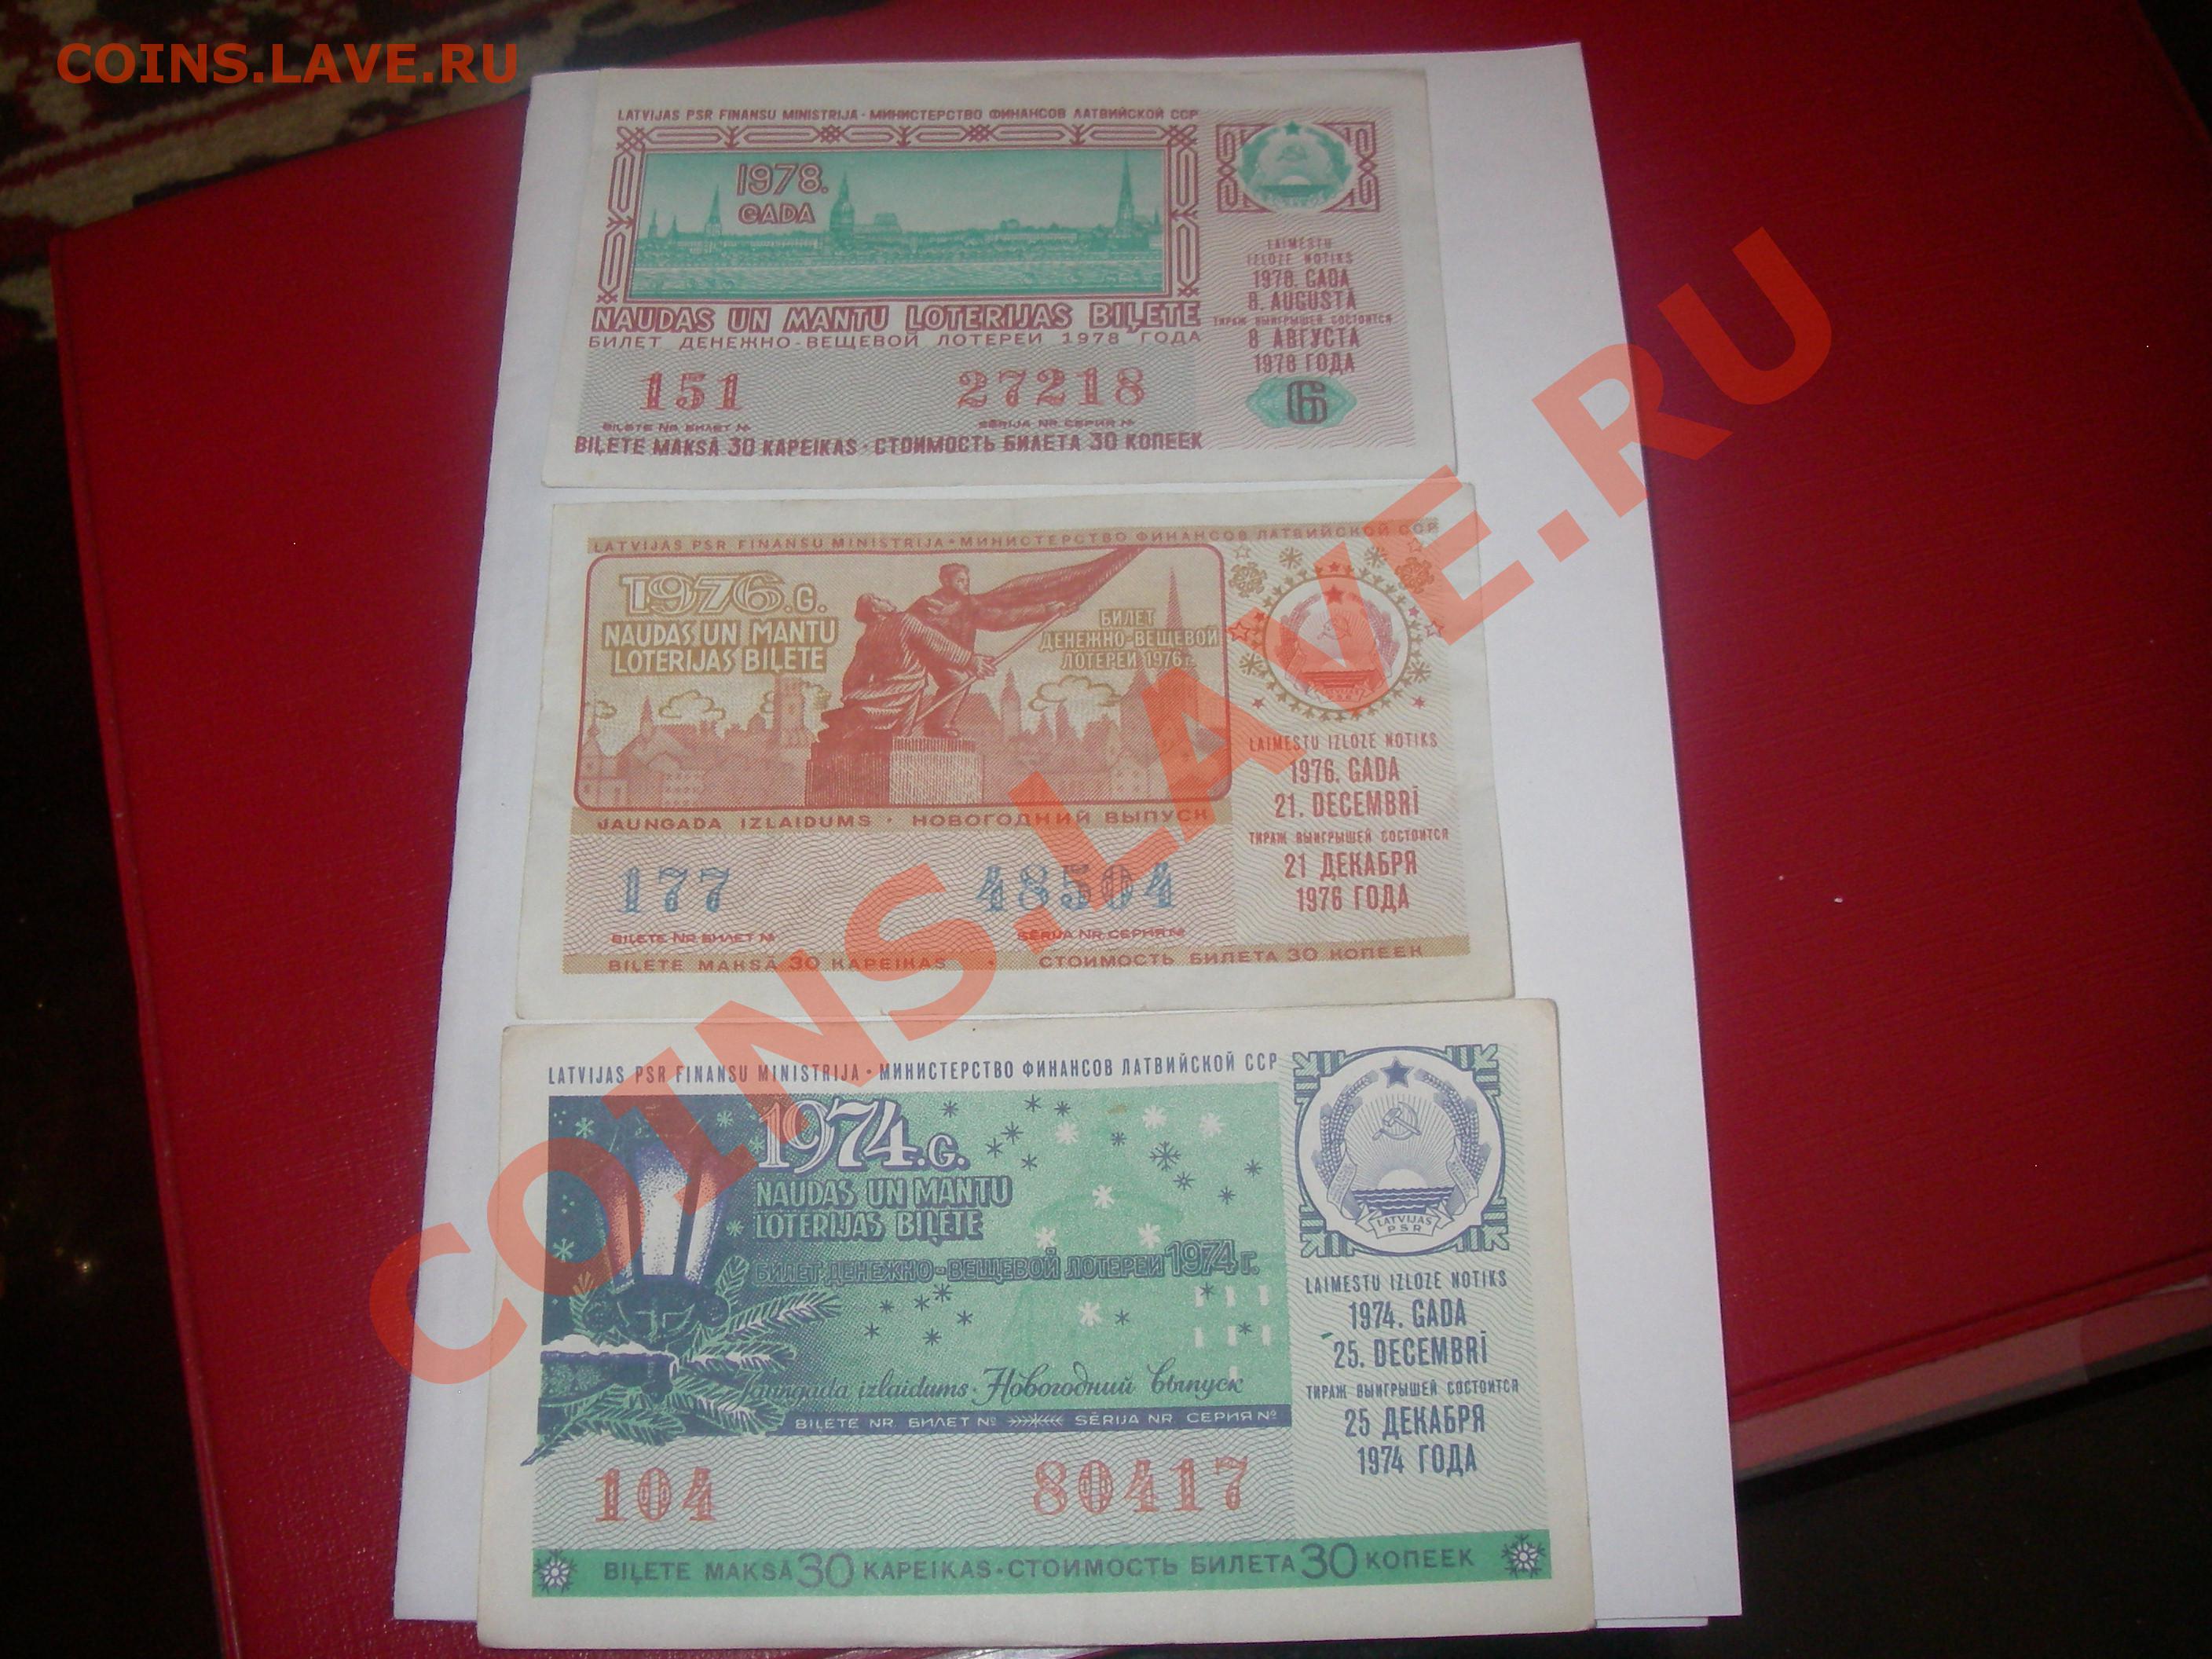 COINS.LAVE.RU
LATVIJAS PSR FINANSU MINISTRIJA · МИНИСТЕРСТВО ФИНАНСОВ ЛАТВИЙСКОЙ ССР
1978.
GADA
NAUDAS UN MANTU LOTERIJAS BIĻETE
БИЛЕТ ДЕНЕЖНО-ВЕЩЕВОЙ ЛОТЕРЕИ 1978 ГОДА
151 27218
BIĻETE NR. БИЛЕТ № SĒRIJA NR. СЕРИЯ №
BIĻETE MAKSĀ 30 KAPEIKAS · СТОИМОСТЬ БИЛЕТА 30 КОПЕЕК
LAIMESTU
IZLOZE NOTIKS
1978. GADA
8. AUGUSTĀ
ТИРАЖ ВЫИГРЫШЕЙ СОСТОИТСЯ
8 АВГУСТА
1978 ГОДА
6
LATVIJAS PSR FINANSU MINISTRIJA · МИНИСТЕРСТВО ФИНАНСОВ ЛАТВИЙСКОЙ ССР
1976.G.
NAUDAS UN MANTU
LOTERIJAS BIĻETE
БИЛЕТ
ДЕНЕЖНО-ВЕЩЕВОЙ
ЛОТЕРЕИ 1976 г.
JAUNGADA IZLAIDUMS · НОВОГОДНИЙ ВЫПУСК
177 48504
BIĻETE NR. БИЛЕТ № SĒRIJA NR. СЕРИЯ №
BIĻETE MAKSĀ 30 KAPEIKAS · СТОИМОСТЬ БИЛЕТА 30 КОПЕЕК
LAIMESTU IZLOZE NOTIKS
1976. GADA
21. DECEMBRĪ
ТИРАЖ ВЫИГРЫШЕЙ СОСТОИТСЯ
21 ДЕКАБРЯ
1976 ГОДА
LATVIJAS PSR FINANSU MINISTRIJA · МИНИСТЕРСТВО ФИНАНСОВ ЛАТВИЙСКОЙ ССР
1974.G.
NAUDAS UN MANTU
LOTERIJAS BIĻETE
БИЛЕТ ДЕНЕЖНО-ВЕЩЕВОЙ ЛОТЕРЕИ 1974 Г.
Jaungada izlaidums · Новогодний выпуск
BIĻETE NR. БИЛЕТ № SĒRIJA NR. СЕРИЯ №
104 80417
BIĻETE MAKSĀ 30 KAPEIKAS · СТОИМОСТЬ БИЛЕТА 30 КОПЕЕК
LATVIJAS
PSR
LAIMESTU IZLOZE NOTIKS
1974. GADA
25. DECEMBRĪ
ТИРАЖ ВЫИГРЫШЕЙ СОСТОИТСЯ
25 ДЕКАБРЯ
1974 ГОДА
COINS.LAVE.RU